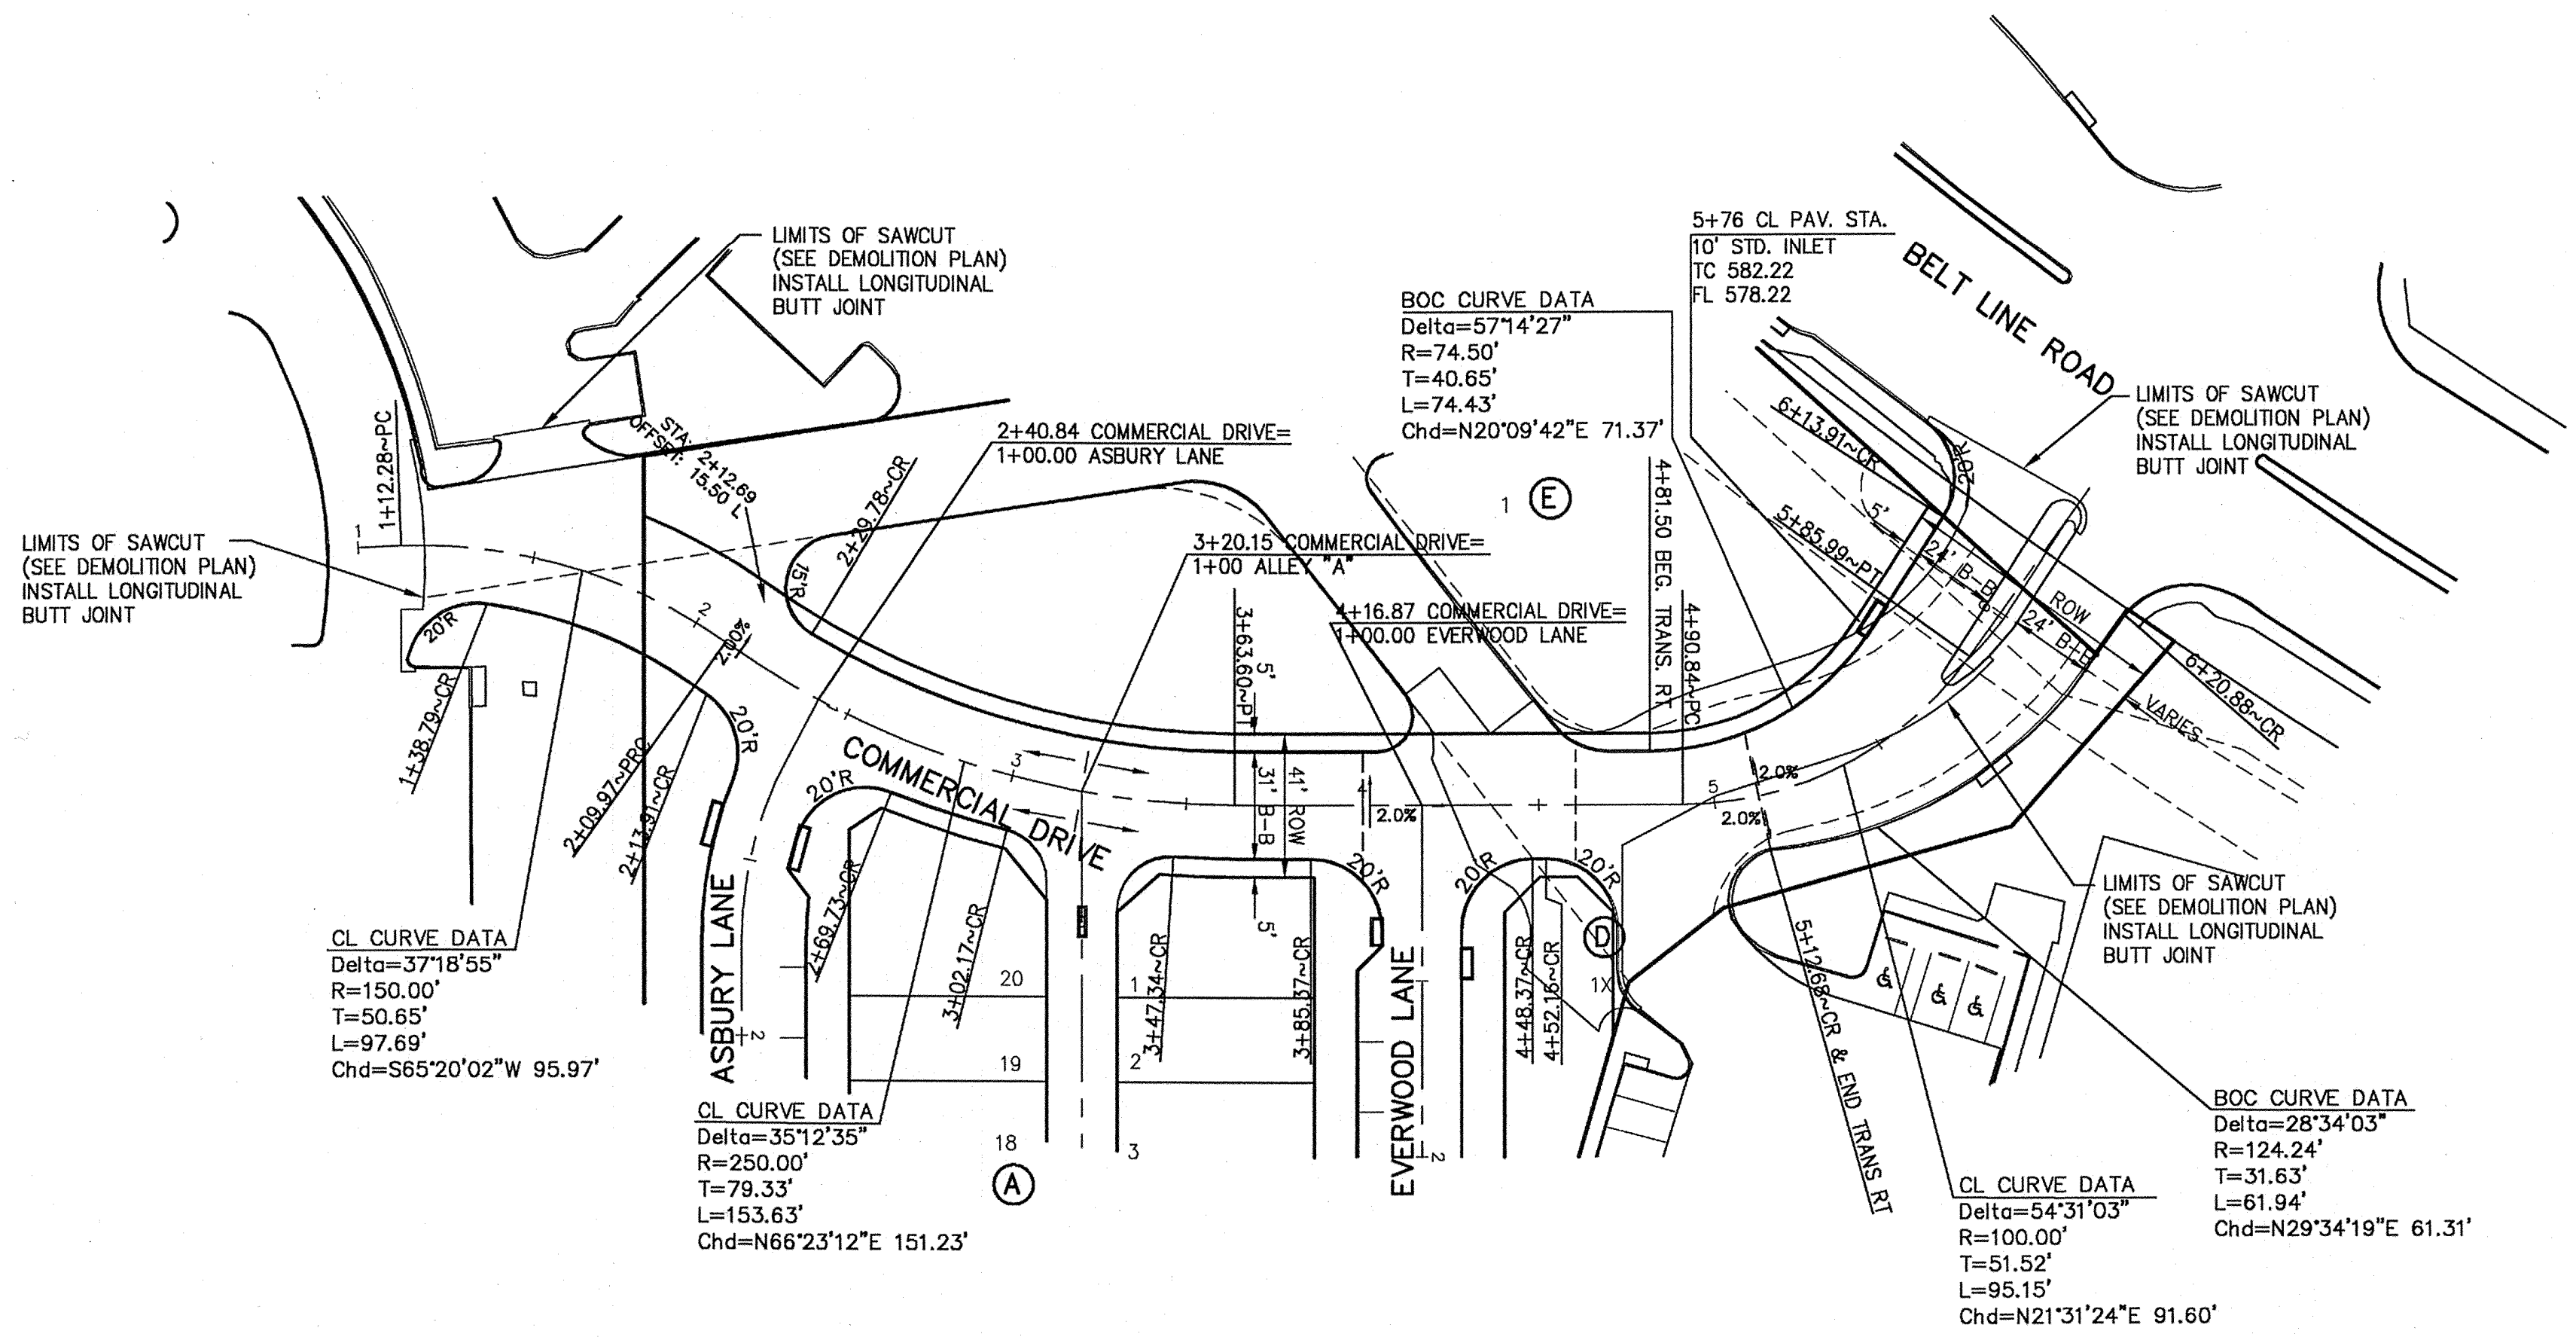 LIMITS OF SAWCUT
(SEE DEMOLITION PLAN)
INSTALL LONGITUDINAL
BUTT JOINT
5+76 CL PAV. STA.
10' STD. INLET
TC 582.22
FL 578.22
BELT LINE ROAD
BOC CURVE DATA
Delta=57°14'27"
R=74.50'
T=40.65'
L=74.43'
Chd=N20°09'42"E 71.37'
LIMITS OF SAWCUT
(SEE DEMOLITION PLAN)
INSTALL LONGITUDINAL
BUTT JOINT
6+13.91~CR
20'R
STA: 2+12.69
OFFSET: 15.50 L
2+40.84 COMMERCIAL DRIVE=
1+00.00 ASBURY LANE
1+12.28~PC
2+29.78~CR
1
E
1
LIMITS OF SAWCUT
(SEE DEMOLITION PLAN)
INSTALL LONGITUDINAL
BUTT JOINT
3+20.15 COMMERCIAL DRIVE=
1+00 ALLEY "A"
4+81.50 BEG. TRANS. RT
5+85.99~PT
5'
24' B-B
ROW
24' B-B
15'R
20'R
2
2.00%
3+63.60~PT
5'
4+16.87 COMMERCIAL DRIVE=
1+00.00 EVERWOOD LANE
4+90.84~PC
6+20.88~CR
VARIES
1+38.79~CR
2+09.97~PRC
2+13.91~CR
20'R
20'R
COMMERCIAL DRIVE
3
31' B-B
41' ROW
4
2.0%
5
2.0%
2.0%
2+69.73~CR
3+02.17~CR
5'
20'R
20'R
20'R
D
3+47.34~CR
3+85.37~CR
4+48.37~CR
4+52.15~CR
1X
5+12.68~CR & END TRANS RT
LIMITS OF SAWCUT
(SEE DEMOLITION PLAN)
INSTALL LONGITUDINAL
BUTT JOINT
CL CURVE DATA
Delta=37°18'55"
R=150.00'
T=50.65'
L=97.69'
Chd=S65°20'02"W 95.97'
ASBURY LANE
2
20
19
18
A
1
2
3
EVERWOOD LANE
2
CL CURVE DATA
Delta=35°12'35"
R=250.00'
T=79.33'
L=153.63'
Chd=N66°23'12"E 151.23'
BOC CURVE DATA
Delta=28°34'03"
R=124.24'
T=31.63'
L=61.94'
Chd=N29°34'19"E 61.31'
CL CURVE DATA
Delta=54°31'03"
R=100.00'
T=51.52'
L=95.15'
Chd=N21°31'24"E 91.60'